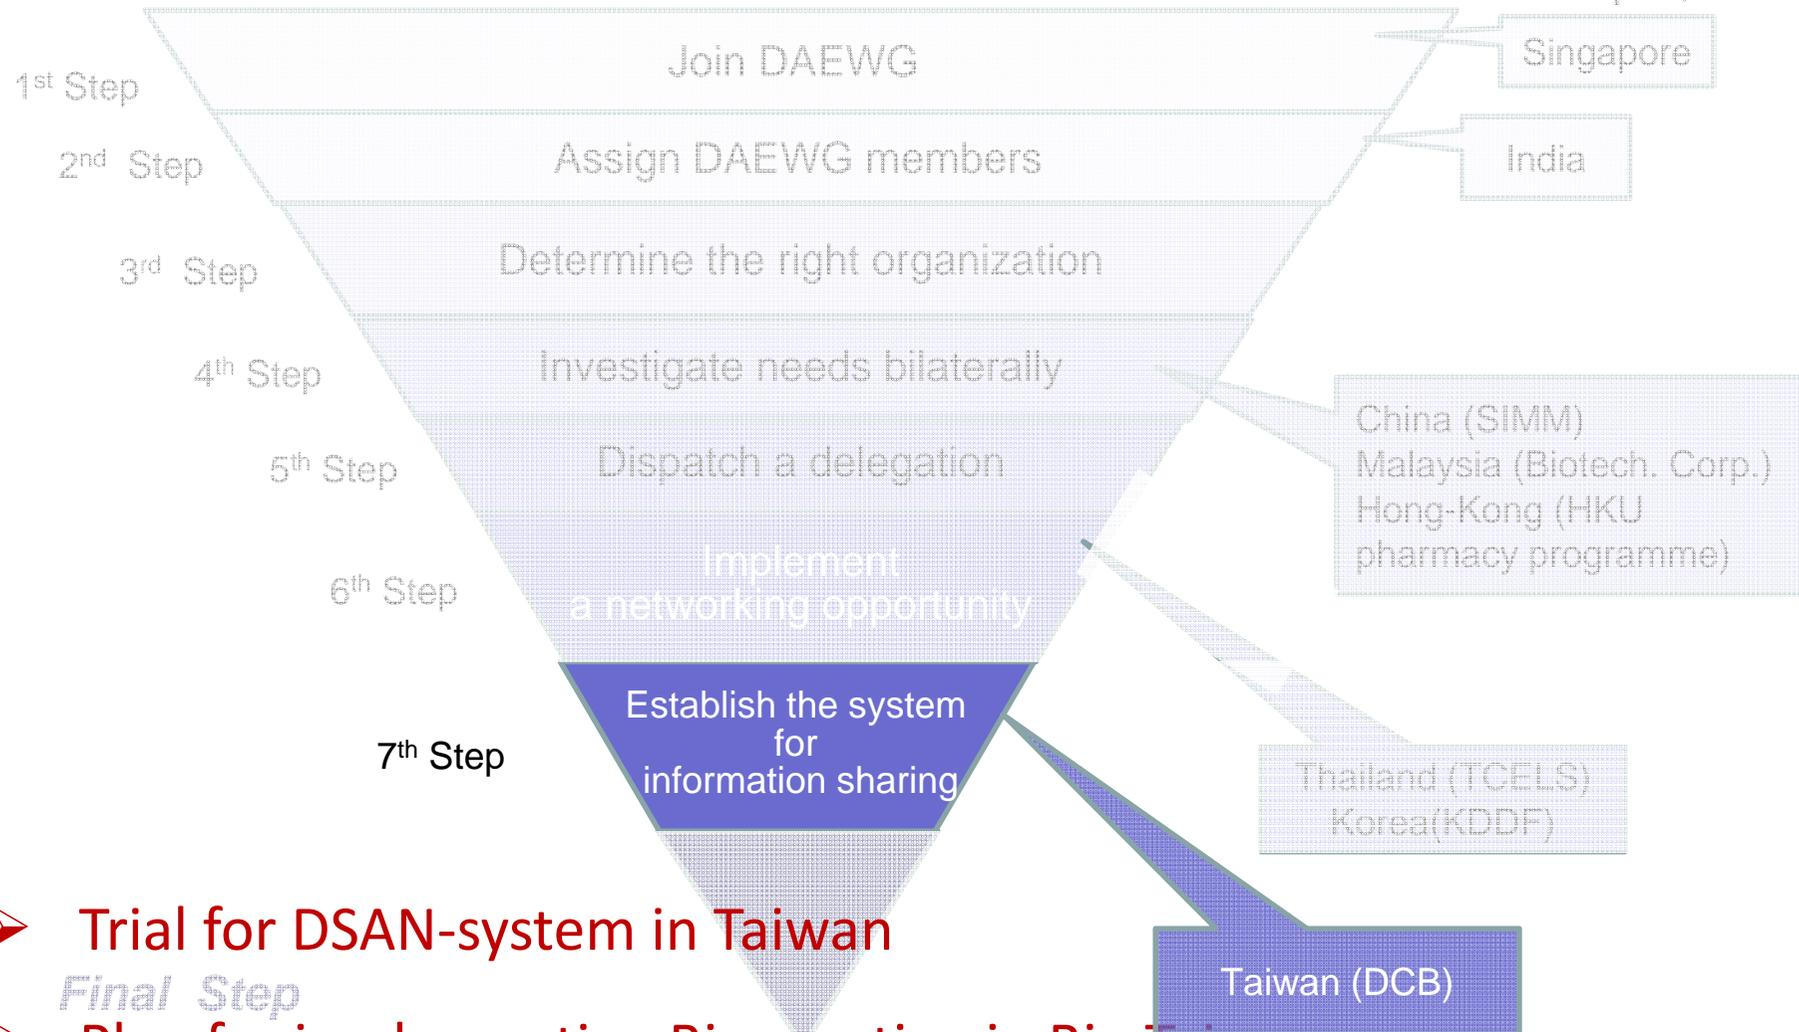 Join DAEWG
Singapore
1st Step
Assign DAEWG members
India
2nd Step
Determine the right organization
3rd Step
Investigate needs bilaterally
4th Step
China (SIMM)
Malaysia (Biotech. Corp.)
Hong-Kong (HKU
pharmacy programme)
Dispatch a delegation
5th Step
Implement
a networking opportunity
6th Step
Establish the system
for
information sharing
7th Step
Thailand (TCELS)
Korea(KDDF)
Trial for DSAN-system in Taiwan
Taiwan (DCB)
Final Step